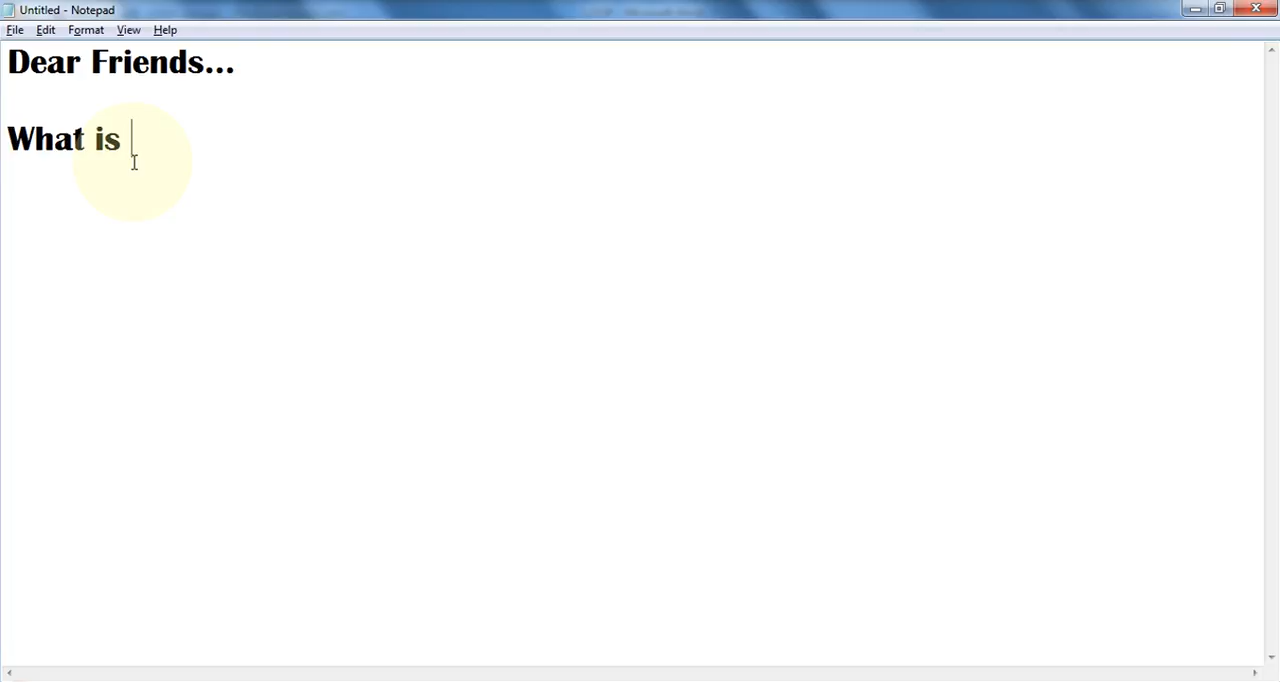 Untitled - Notepad
File Edit Format View Help
Dear Friends...
What is